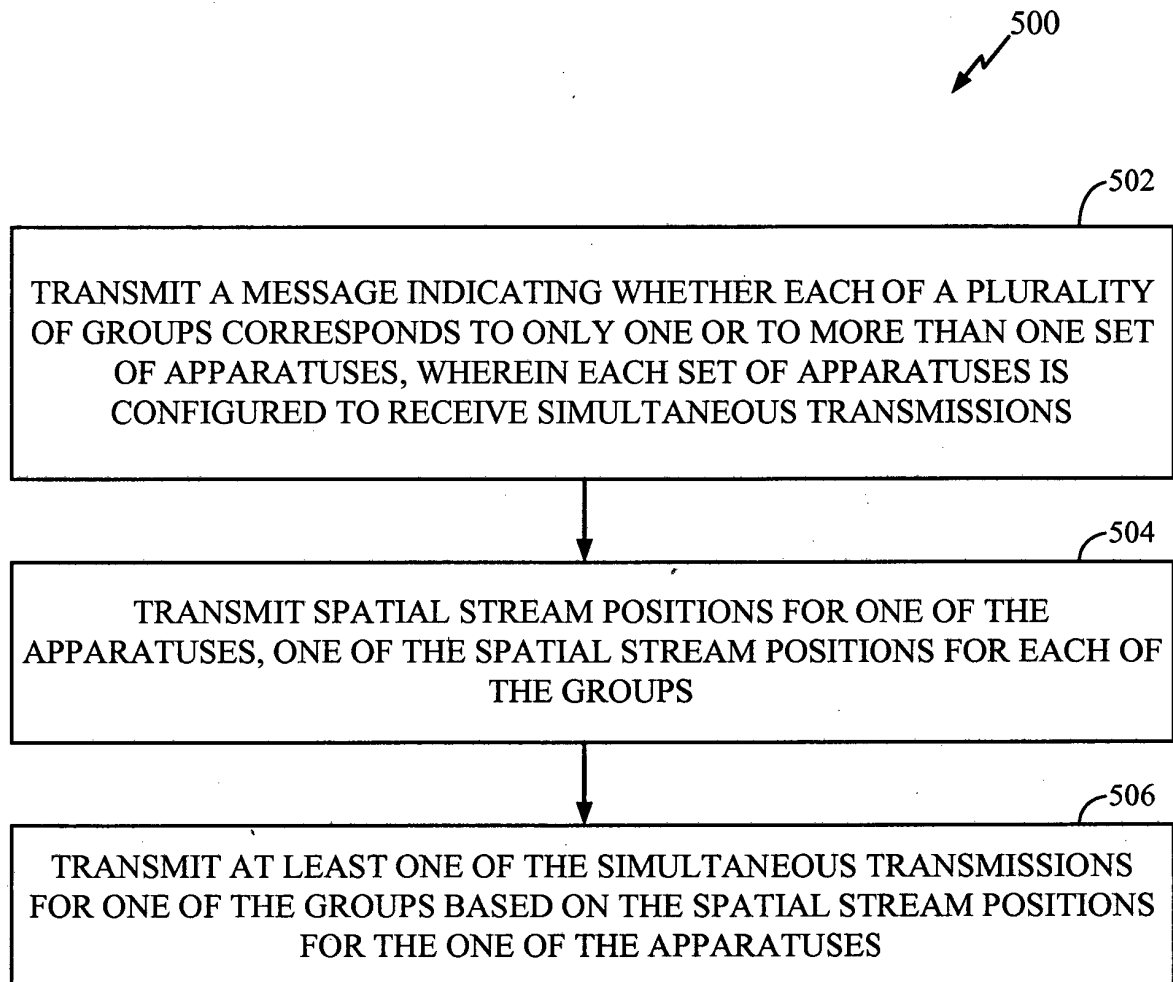 500
502
TRANSMIT A MESSAGE INDICATING WHETHER EACH OF A PLURALITY
OF GROUPS CORRESPONDS TO ONLY ONE OR TO MORE THAN ONE SET
OF APPARATUSES, WHEREIN EACH SET OF APPARATUSES IS
CONFIGURED TO RECEIVE SIMULTANEOUS TRANSMISSIONS
504
TRANSMIT SPATIAL STREAM POSITIONS FOR ONE OF THE
APPARATUSES, ONE OF THE SPATIAL STREAM POSITIONS FOR EACH OF
THE GROUPS
506
TRANSMIT AT LEAST ONE OF THE SIMULTANEOUS TRANSMISSIONS
FOR ONE OF THE GROUPS BASED ON THE SPATIAL STREAM POSITIONS
FOR THE ONE OF THE APPARATUSES